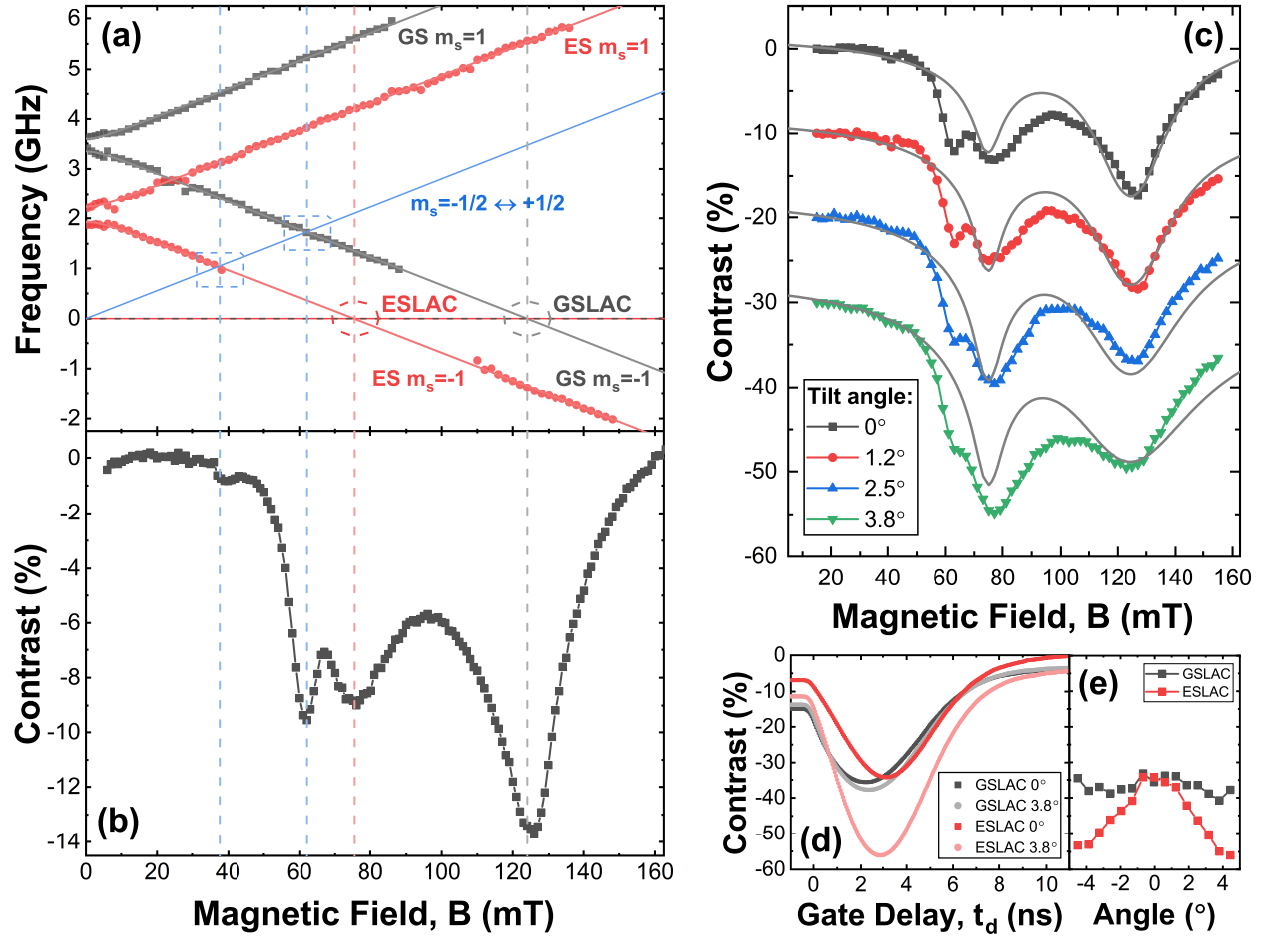 (a)
GS mₛ=1
ES mₛ=1
mₛ=-1/2 ↔ +1/2
ESLAC
GSLAC
ES mₛ=-1
GS mₛ=-1
Frequency (GHz)
6
5
4
3
2
1
0
-1
-2
(b)
Contrast (%)
0
-2
-4
-6
-8
-10
-12
-14
0 20 40 60 80 100 120 140 160
Magnetic Field, B (mT)
(c)
Contrast (%)
0
-10
-20
-30
-40
-50
-60
Tilt angle:
0°
1.2°
2.5°
3.8°
20 40 60 80 100 120 140 160
Magnetic Field, B (mT)
(d)
Contrast (%)
0
-10
-20
-30
-40
-50
-60
GSLAC 0°
GSLAC 3.8°
ESLAC 0°
ESLAC 3.8°
0 2 4 6 8 10
Gate Delay, t_d (ns)
(e)
GSLAC
ESLAC
-4 -2 0 2 4
Angle (°)